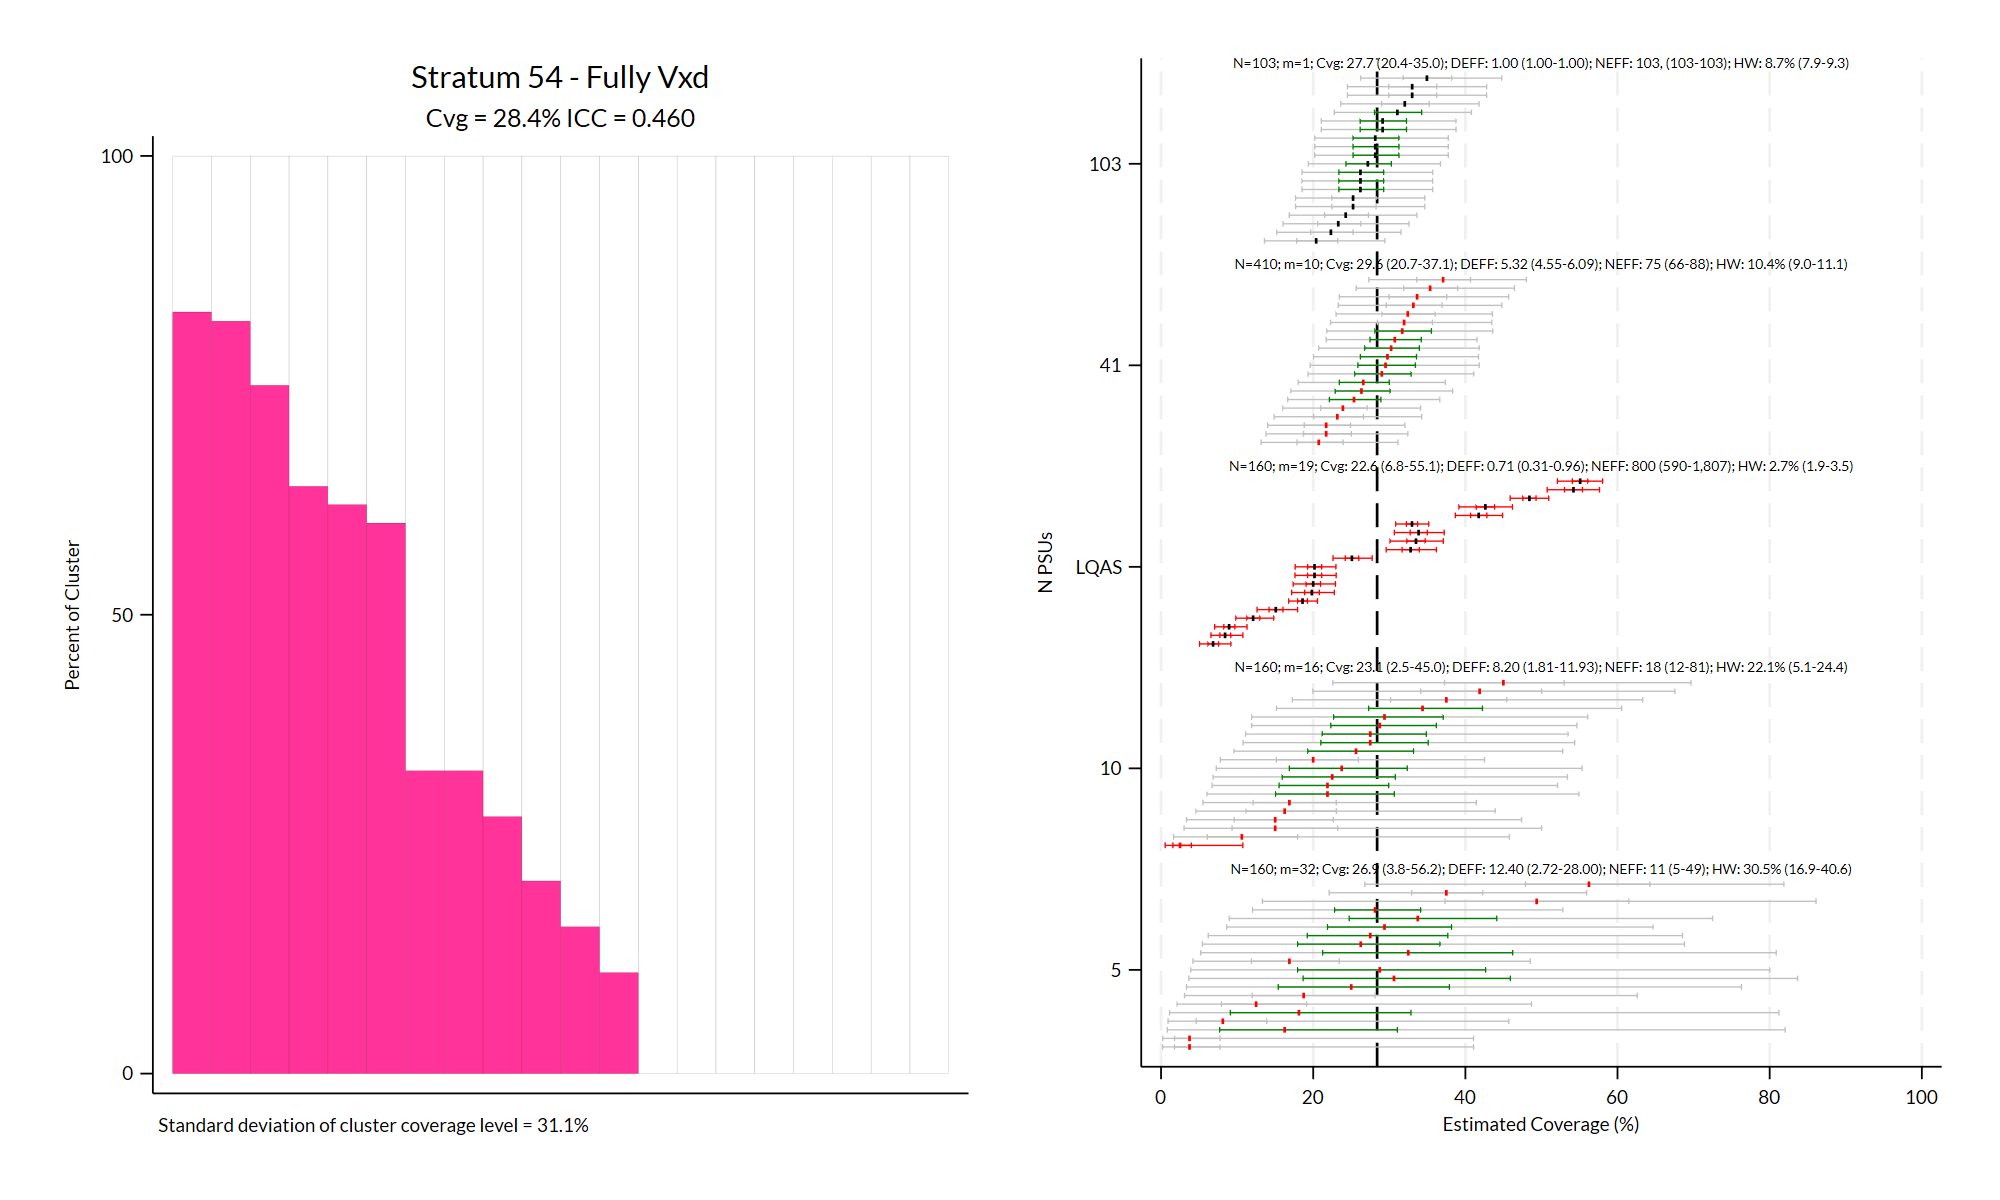 Stratum 54 - Fully Vxd
Cvg = 28.4% ICC = 0.460
100
50
0
Percent of Cluster
Standard deviation of cluster coverage level = 31.1%
N=103; m=1; Cvg: 27.7 (20.4-35.0); DEFF: 1.00 (1.00-1.00); NEFF: 103, (103-103); HW: 8.7% (7.9-9.3)
103
N=410; m=10; Cvg: 29.6 (20.7-37.1); DEFF: 5.32 (4.55-6.09); NEFF: 75 (66-88); HW: 10.4% (9.0-11.1)
41
N=160; m=19; Cvg: 22.6 (6.8-55.1); DEFF: 0.71 (0.31-0.96); NEFF: 800 (590-1,807); HW: 2.7% (1.9-3.5)
LQAS
N=160; m=16; Cvg: 23.1 (2.5-45.0); DEFF: 8.20 (1.81-11.93); NEFF: 18 (12-81); HW: 22.1% (5.1-24.4)
10
N=160; m=32; Cvg: 26.9 (3.8-56.2); DEFF: 12.40 (2.72-28.00); NEFF: 11 (5-49); HW: 30.5% (16.9-40.6)
5
N PSUs
0 20 40 60 80 100
Estimated Coverage (%)